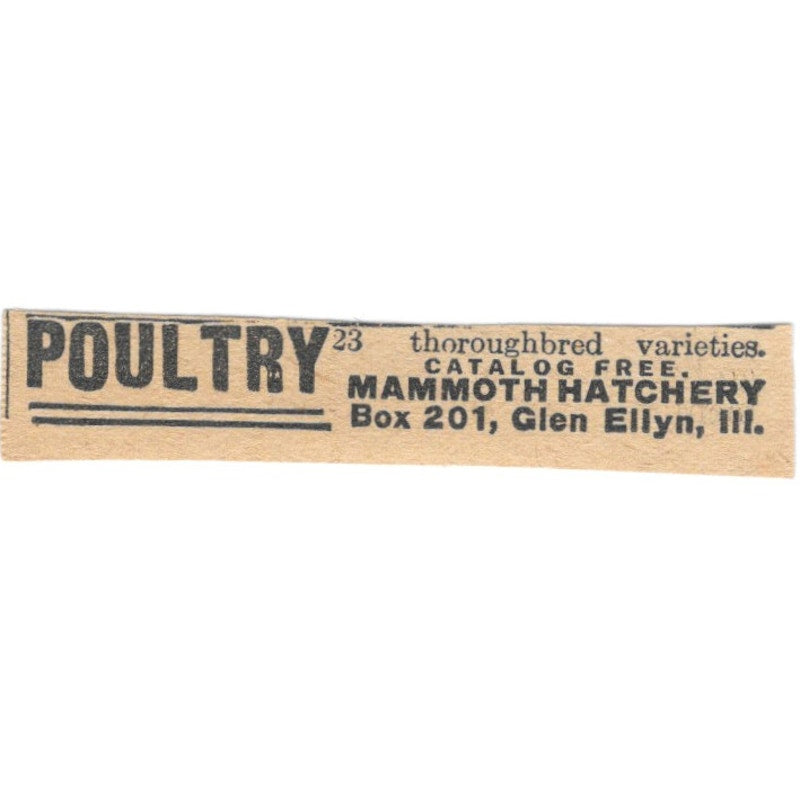 POULTRY 23 thoroughbred varieties.
CATALOG FREE.
MAMMOTH HATCHERY
Box 201, Glen Ellyn, Ill.